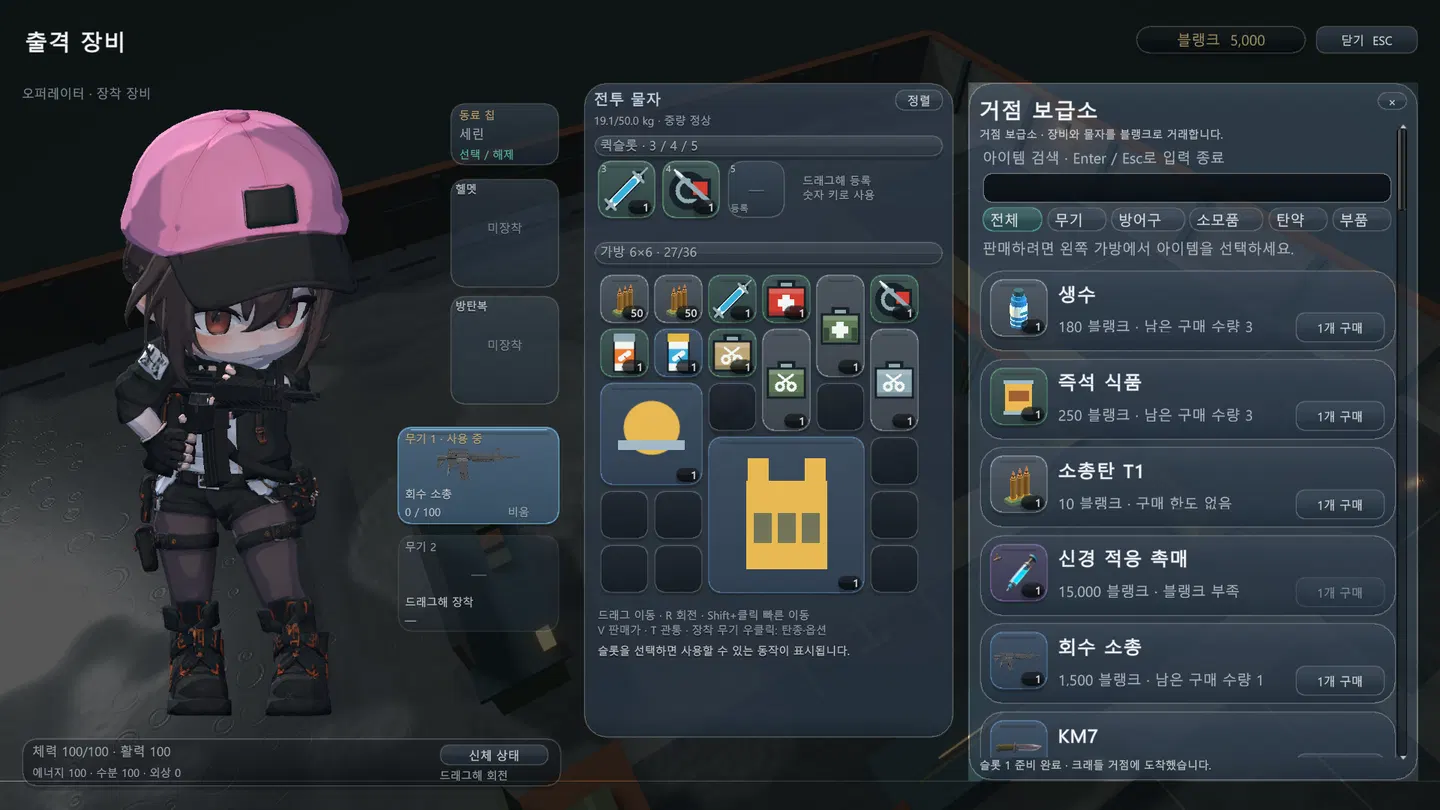 출격 장비
블랭크 5,000
닫기 ESC
오퍼레이터 · 장착 장비
동료 칩
세린
선택 / 해제
헬멧
미장착
방탄복
미장착
무기 1 · 사용 중
회수 소총
0 / 100 비움
무기 2
—
드래그해 장착
—
체력 100/100 · 활력 100
에너지 100 · 수분 100 · 외상 0
신체 상태
드래그해 회전
전투 물자
정렬
19.1/50.0 kg · 중량 정상
퀵슬롯 · 3 / 4 / 5
3
1
4
1
5
—
등록
드래그해 등록
숫자 키로 사용
가방 6×6 · 27/36
50
50
1
1
1
1
1
1
1
1
1
1
1
드래그 이동 · R 회전 · Shift+클릭 빠른 이동
V 판매가 · T 관통 · 장착 무기 우클릭: 탄종·옵션
슬롯을 선택하면 사용할 수 있는 동작이 표시됩니다.
거점 보급소
×
거점 보급소 · 장비와 물자를 블랭크로 거래합니다.
아이템 검색 · Enter / Esc로 입력 종료
전체 무기 방어구 소모품 탄약 부품
판매하려면 왼쪽 가방에서 아이템을 선택하세요.
생수
1
180 블랭크 · 남은 구매 수량 3
1개 구매
즉석 식품
1
250 블랭크 · 남은 구매 수량 3
1개 구매
소총탄 T1
1
10 블랭크 · 구매 한도 없음
1개 구매
신경 적응 촉매
1
15,000 블랭크 · 블랭크 부족
1개 구매
회수 소총
1
1,500 블랭크 · 남은 구매 수량 1
1개 구매
KM7
슬롯 1 준비 완료 · 크래들 거점에 도착했습니다.